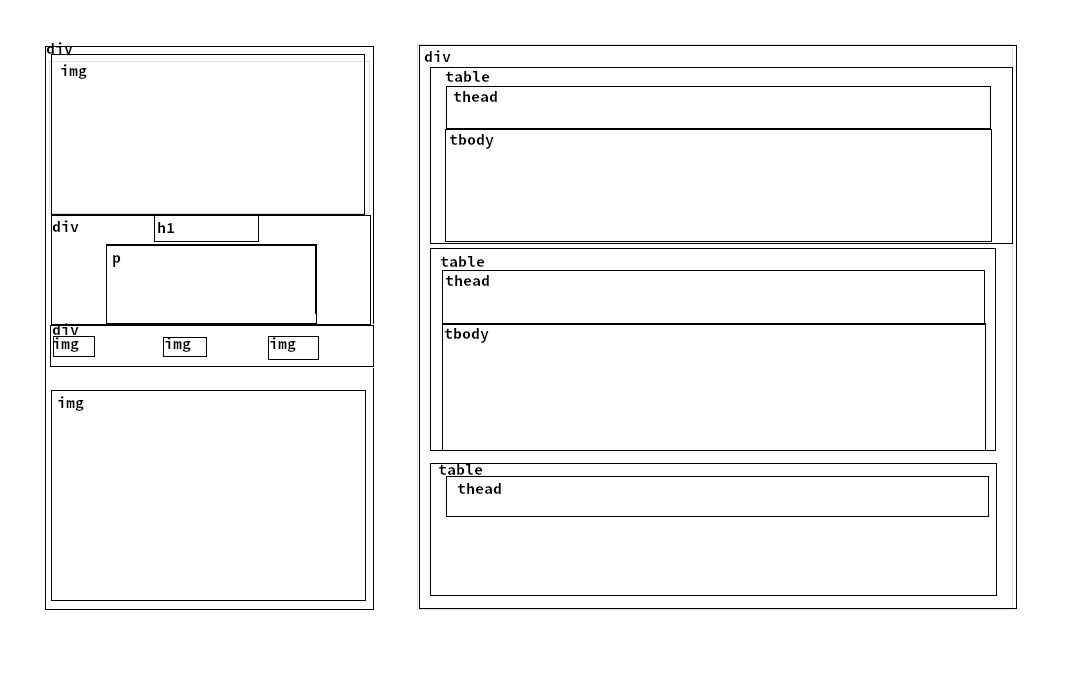 div
img
div
h1
p
div
img
img
img
img
div
table
thead
tbody
table
thead
tbody
table
thead